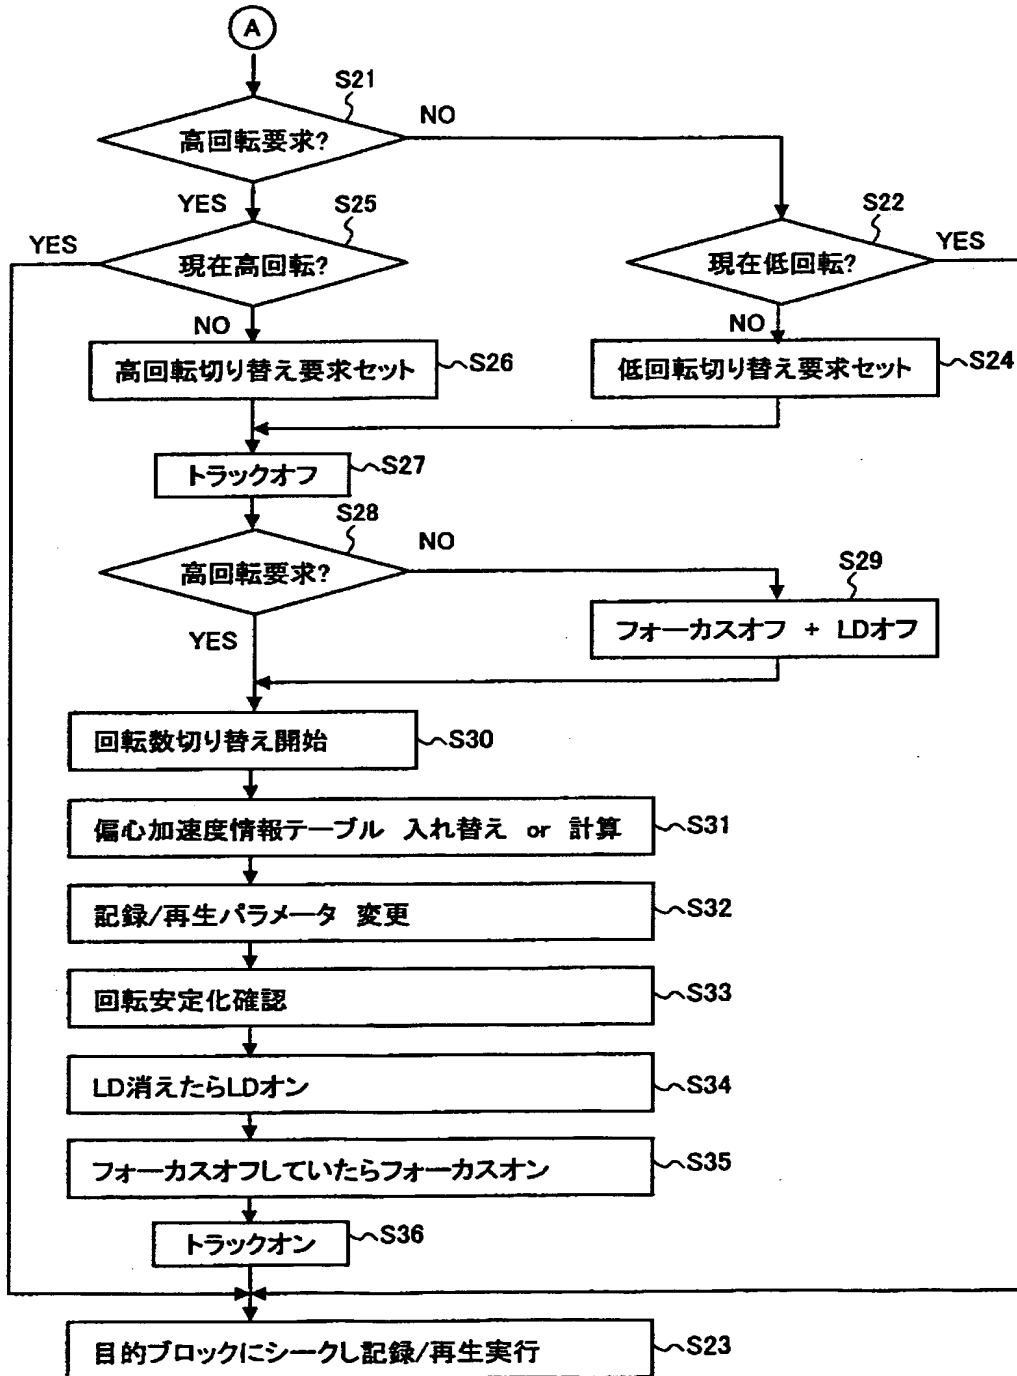 A
S21
高回転要求?
NO
YES
S25
YES
現在高回転?
S22
現在低回転?
YES
NO
高回転切り替え要求セット
S26
NO
低回転切り替え要求セット
S24
トラックオフ
S27
S28
高回転要求?
NO
S29
フォーカスオフ + LDオフ
YES
回転数切り替え開始
S30
偏心加速度情報テーブル 入れ替え or 計算
S31
記録/再生パラメータ 変更
S32
回転安定化確認
S33
LD消えたらLDオン
S34
フォーカスオフしていたらフォーカスオン
S35
トラックオン
S36
目的ブロックにシークし記録/再生実行
S23